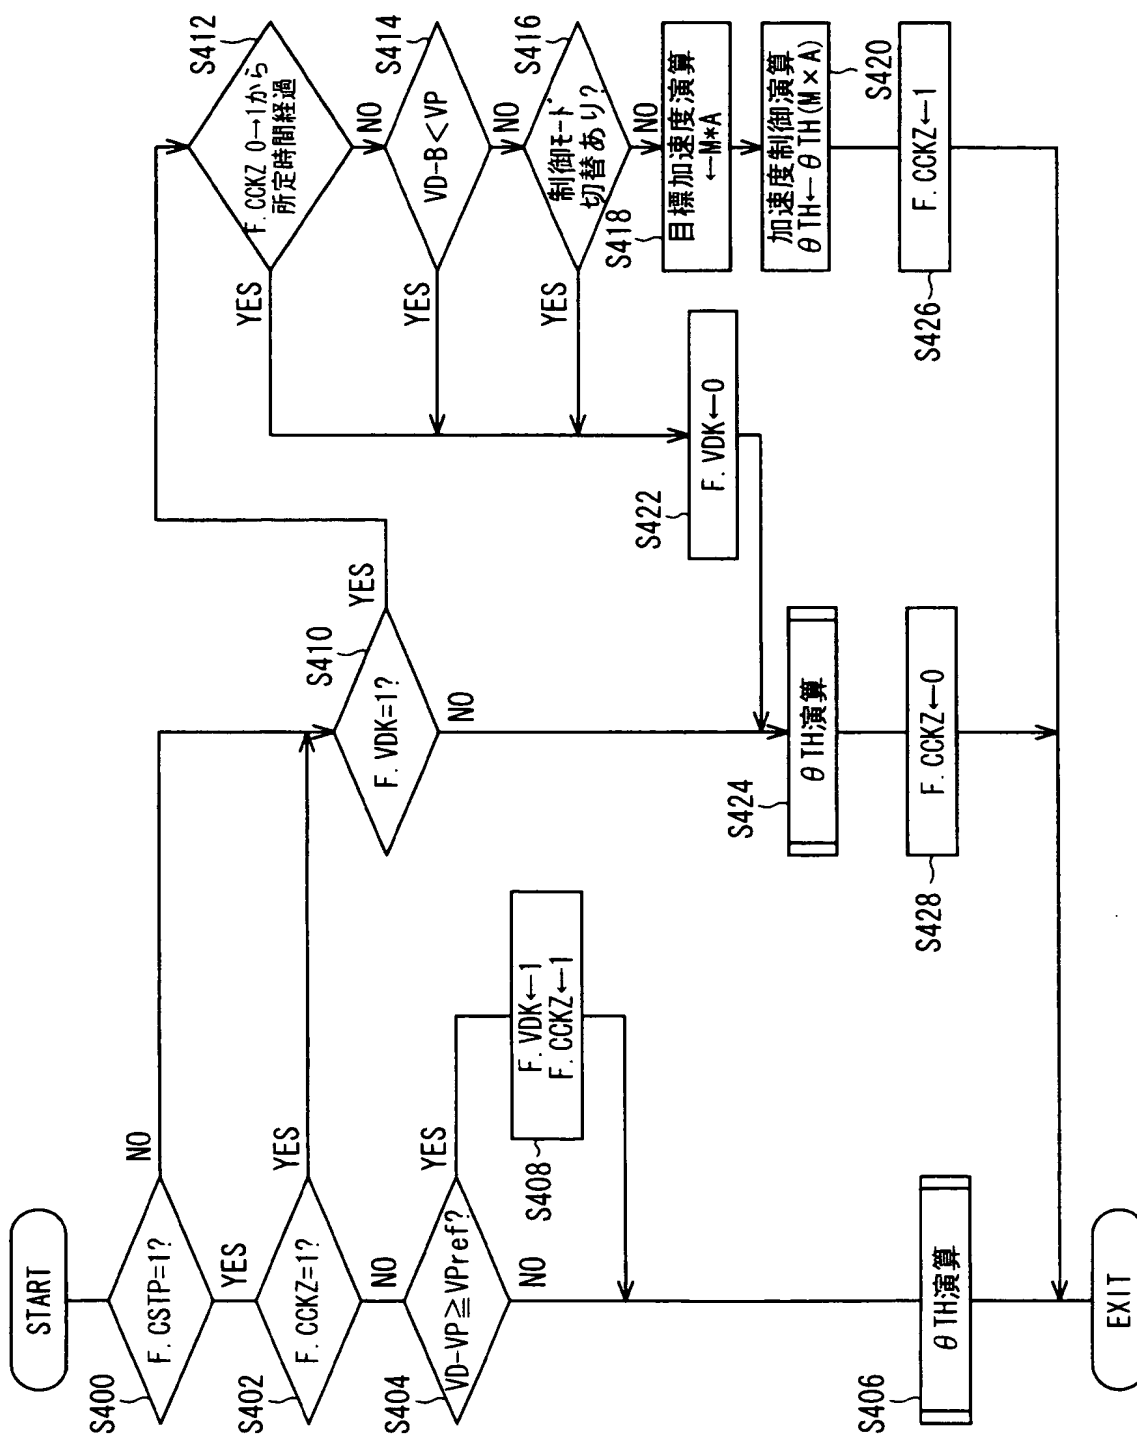 START
S400
F.CSTP=1?
NO
YES
S402
F.CCKZ=1?
YES
NO
S404
VD-VP≧VPref?
YES
NO
S408
F.VDK←1
F.CCKZ←1
S406
θTH演算
EXIT
S410
F.VDK=1?
YES
NO
S424
θTH演算
S428
F.CCKZ←0
S412
F.CCKZ 0→1から
所定時間経過
YES
NO
S414
VD-B<VP
YES
NO
S416
制御モード
切替あり?
YES
NO
S418
目標加速度演算
←M*A
S420
加速度制御演算
θTH←θTH(M×A)
S422
F.VDK←0
S426
F.CCKZ←1